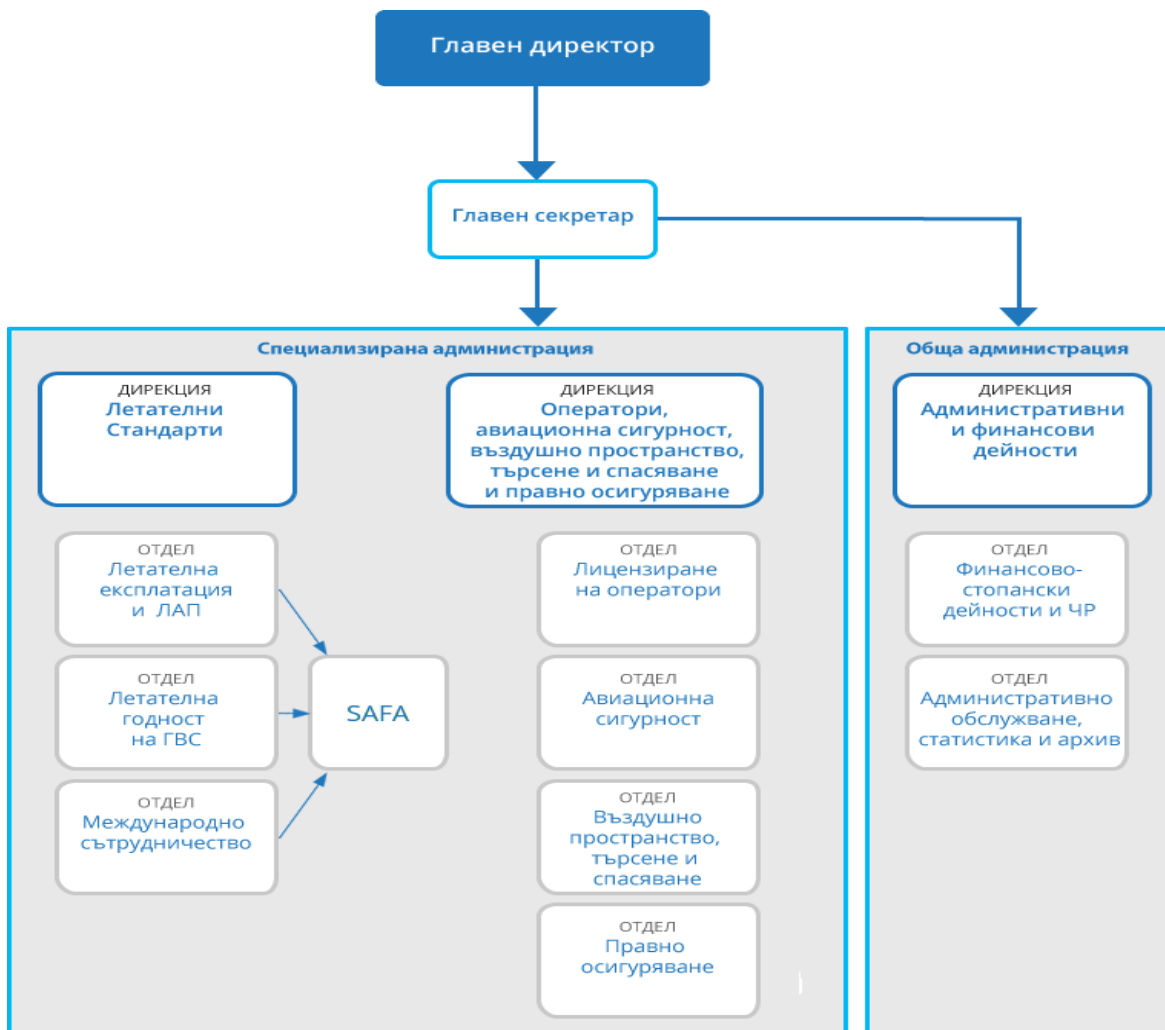 Главен директор
Главен секретар
Специализирана администрация
ДИРЕКЦИЯ
Летателни
Стандарти
ОТДЕЛ
Летателна
експлатация
и ЛАП
ОТДЕЛ
Летателна
годност
на ГВС
ОТДЕЛ
Международно
сътрудничество
SAFA
ДИРЕКЦИЯ
Оператори,
авиационна сигурност,
въздушно пространство,
търсене и спасяване
и правно осигуряване
ОТДЕЛ
Лицензиране
на оператори
ОТДЕЛ
Авиационна
сигурност
ОТДЕЛ
Въздушно
пространство,
търсене и
спасяване
ОТДЕЛ
Правно
осигуряване
Обща администрация
ДИРЕКЦИЯ
Административни
и финансови
дейности
ОТДЕЛ
Финансово-
стопански
дейности и ЧР
ОТДЕЛ
Административно
обслужване,
статистика и архив